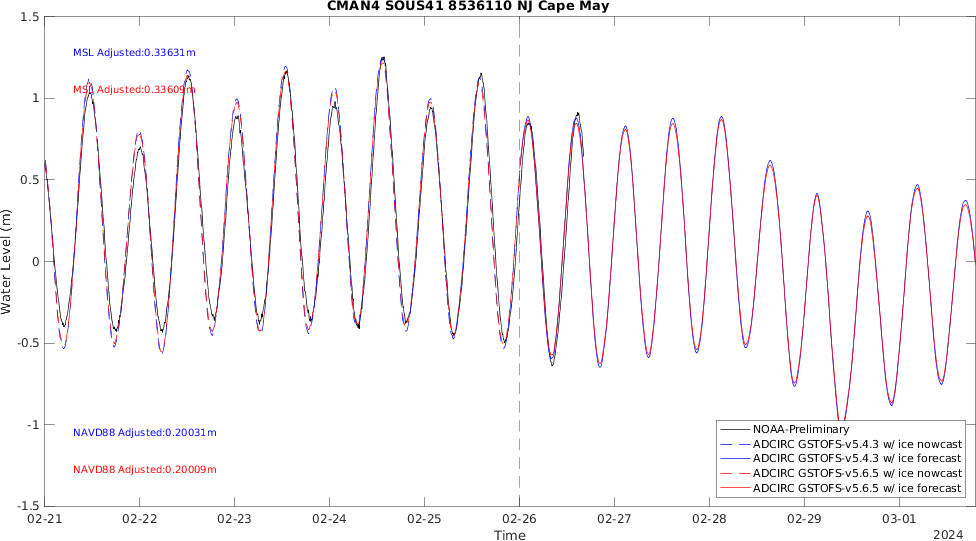 CMAN4 SOUS41 8536110 NJ Cape May
1.5
MSL Adjusted:0.33631m
MSL Adjusted:0.33609m
1
0.5
Water Level (m)
0
-0.5
-1
NAVD88 Adjusted:0.20031m
NAVD88 Adjusted:0.20009m
NOAA-Preliminary
ADCIRC GSTOFS-v5.4.3 w/ ice nowcast
ADCIRC GSTOFS-v5.4.3 w/ ice forecast
ADCIRC GSTOFS-v5.6.5 w/ ice nowcast
ADCIRC GSTOFS-v5.6.5 w/ ice forecast
-1.5
02-21 02-22 02-23 02-24 02-25 02-26 02-27 02-28 02-29 03-01
Time
2024